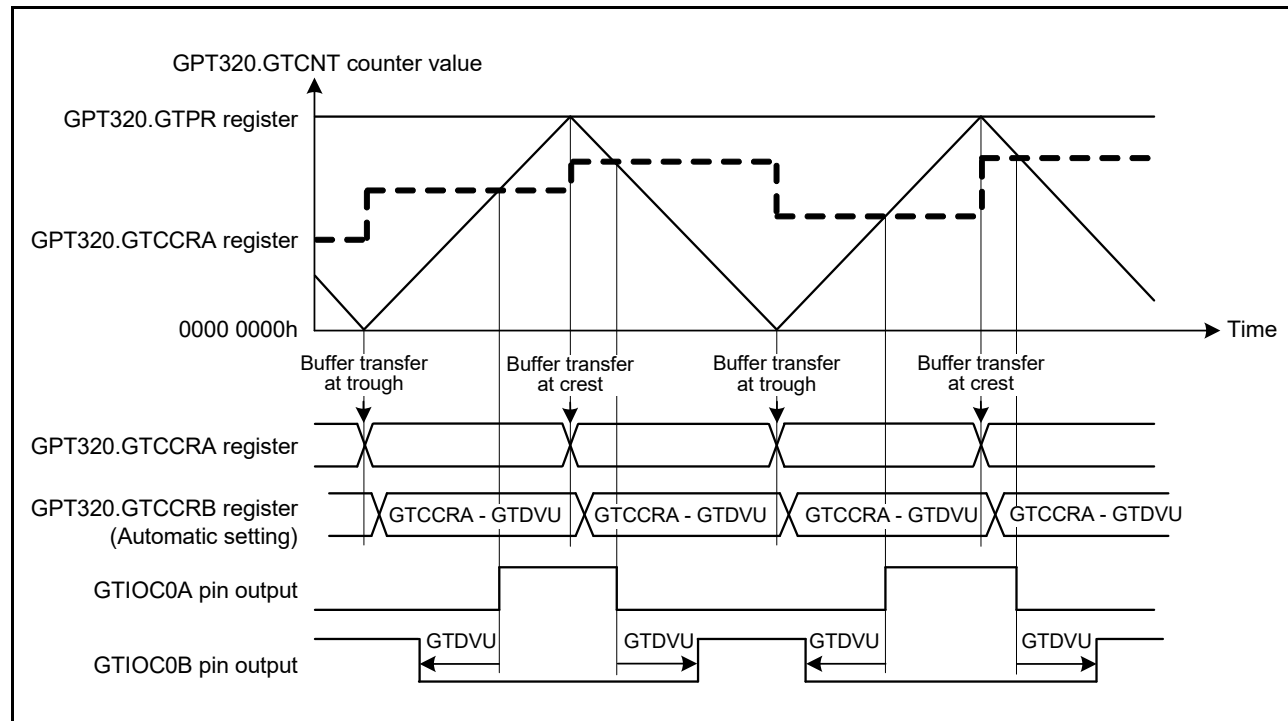 GPT320.GTCNT counter value
GPT320.GTPR register
GPT320.GTCCRA register
0000 0000h
Time
Buffer transfer
at trough
Buffer transfer
at crest
Buffer transfer
at trough
Buffer transfer
at crest
GPT320.GTCCRA register
GPT320.GTCCRB register
(Automatic setting)
GTCCRA - GTDVU
GTCCRA - GTDVU
GTCCRA - GTDVU
GTCCRA - GTDVU
GTIOC0A pin output
GTIOC0B pin output
GTDVU
GTDVU
GTDVU
GTDVU